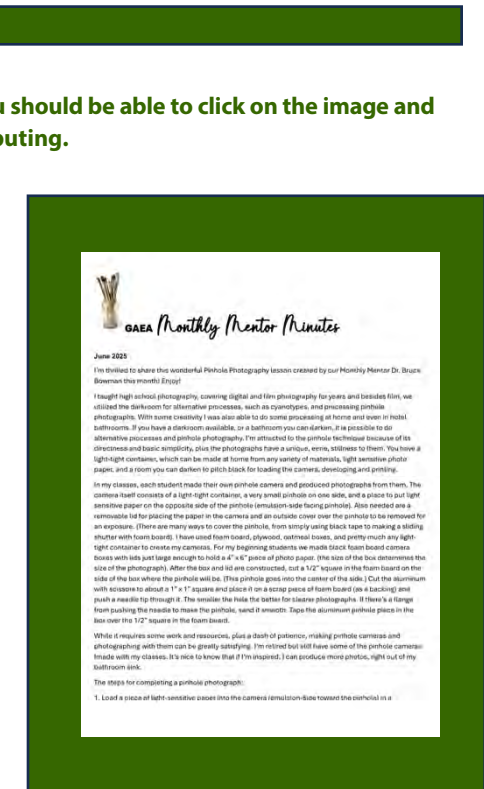 u should be able to click on the image and
outing.
GAEA Monthly Mentor Minutes
June 2025
I'm thrilled to share this wonderful Pinhole Photography lesson created by our Monthly Mentor Dr. Bruce
Bowman this month! Enjoy!
I taught high school photography, covering digital and film photography for years and besides film, we
utilized the darkroom for alternative processes, such as cyanotypes, and processing pinhole
photographs. With some creativity I was also able to do some processing at home and even in hotel
bathrooms. If you have a darkroom available, or a bathroom you can darken, it is possible to do
alternative processes and pinhole photography. I'm attracted to the pinhole technique because of its
directness and basic simplicity, plus the photographs have a unique, eerie, stillness to them. You have a
light-tight container, which can be made at home from any variety of materials, light sensitive photo
paper, and a room you can darken to pitch black for loading the camera, developing and printing.
In my classes, each student made their own pinhole camera and produced photographs from them. The
camera itself consists of a light-tight container, a very small pinhole on one side, and a place to put light
sensitive paper on the opposite side of the pinhole (emulsion-side facing pinhole). Also needed are a
removable lid for placing the paper in the camera and an outside cover over the pinhole to be removed for
an exposure. (There are many ways to cover the pinhole, from simply using black tape to making a sliding
shutter with foam board). I have used foam board, plywood, oatmeal boxes, and pretty much any light-
tight container to create my cameras. For my beginning students we made black foam board camera
boxes with lids just large enough to hold a 4" x 6" piece of photo paper. (the size of the box determines the
size of the photograph). After the box and lid are constructed, cut a 1/2" square in the foam board on the
side of the box where the pinhole will be. (This pinhole goes into the center of the side.) Cut the aluminum
with scissors to about a 1" x 1" square and place it on a scrap piece of foam board (as a backing) and
push a needle tip through it. The smaller the hole the better for clearer photographs. If there's a flange
from pushing the needle to make the pinhole, sand it smooth. Tape the aluminum pinhole piece in the
box over the 1/2" square in the foam board.
While it requires some work and resources, plus a dash of patience, making pinhole cameras and
photographing with them can be greatly satisfying. I'm retired but still have some of the pinhole cameras
I made with my classes. It's nice to know that if I'm inspired, I can produce more photos, right out of my
bathroom sink.
The steps for completing a pinhole photograph:
1. Load a piece of light-sensitive paper into the camera (emulsion-side toward the pinhole) in a